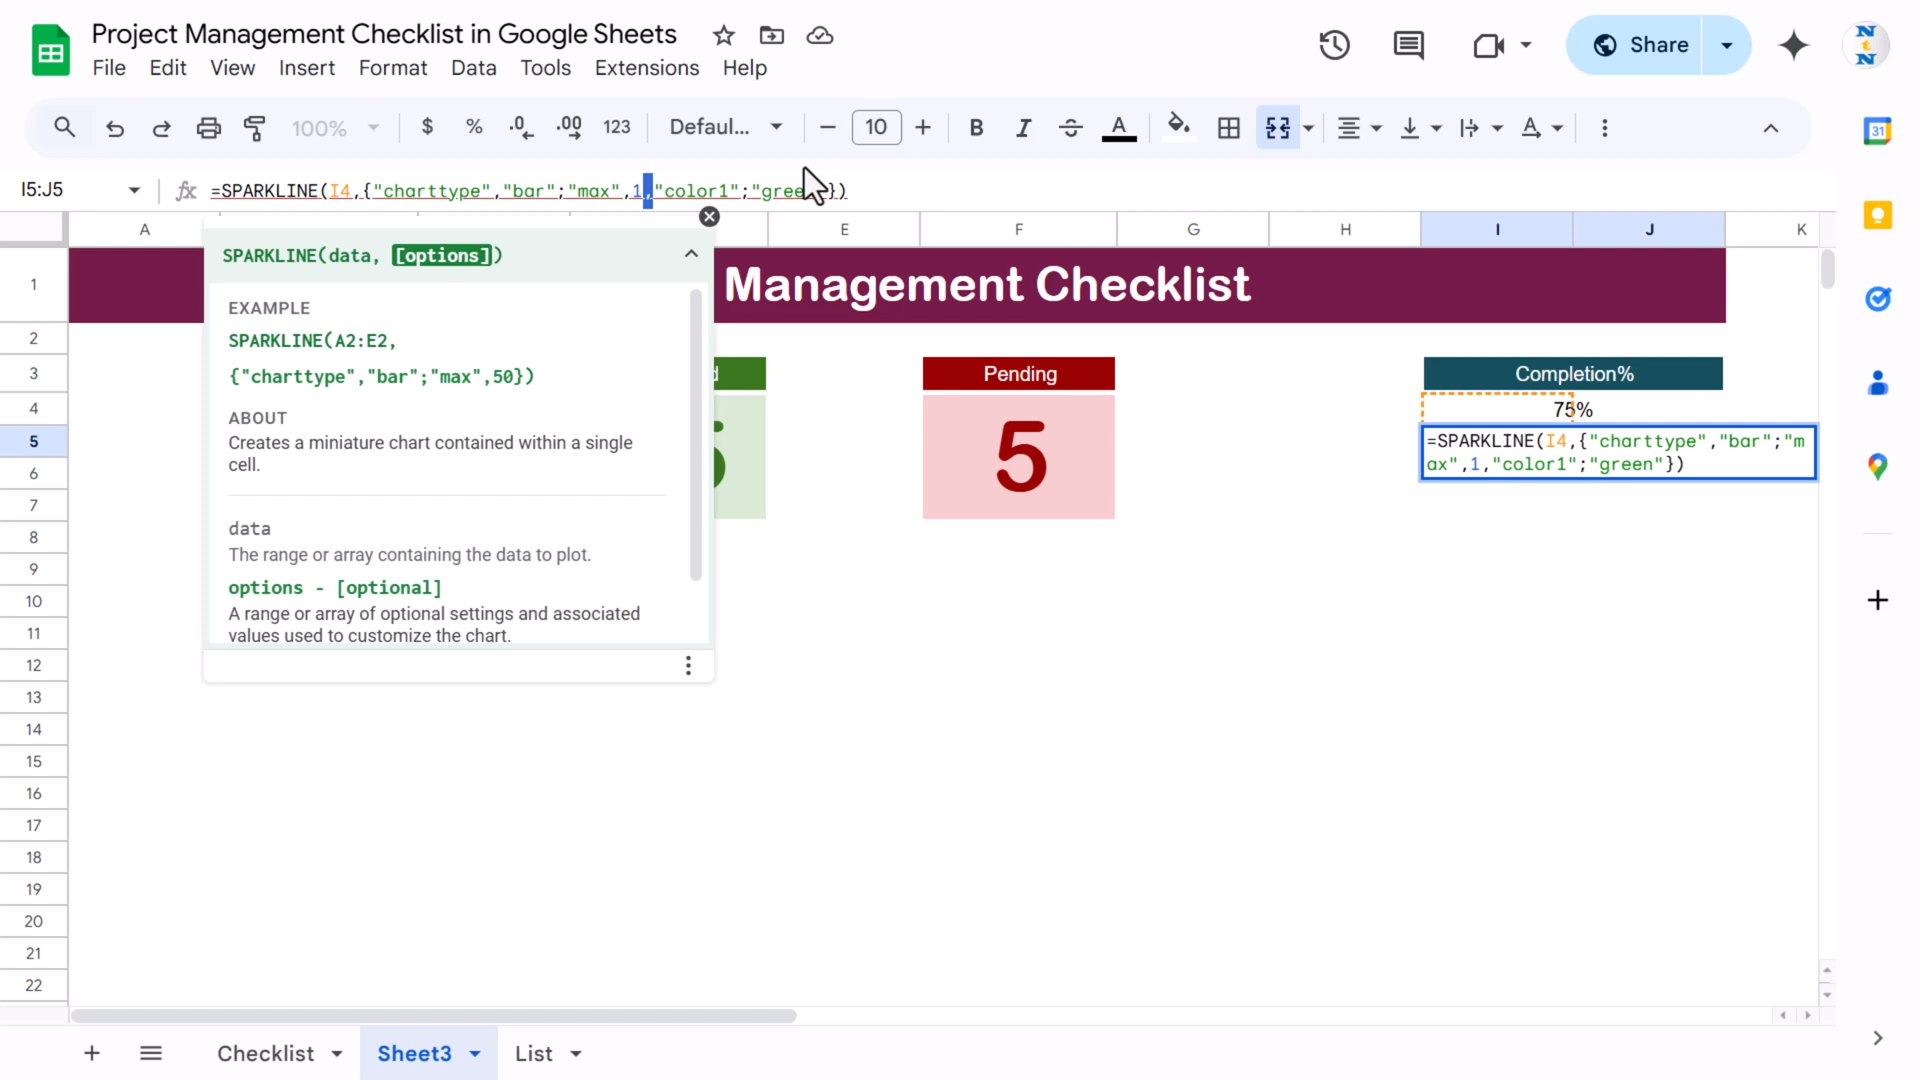 Project Management Checklist in Google Sheets
File Edit View Insert Format Data Tools Extensions Help
Share
N
t
N
100% $ % .0 .00 123 Defaul... 10 B I A A
31
I5:J5 fx =SPARKLINE(I4,{"charttype","bar";"max",1,"color1";"gree })
A E F G H I J K
SPARKLINE(data, [options])
EXAMPLE
SPARKLINE(A2:E2,
{"charttype","bar";"max",50})
ABOUT
Creates a miniature chart contained within a single
cell.
data
The range or array containing the data to plot.
options - [optional]
A range or array of optional settings and associated
values used to customize the chart.
Management Checklist
d
Pending
5
Completion%
75%
=SPARKLINE(I4,{"charttype","bar";"m
ax",1,"color1";"green"})
1
2
3
4
5
6
7
8
9
10
11
12
13
14
15
16
17
18
19
20
21
22
Checklist Sheet3 List